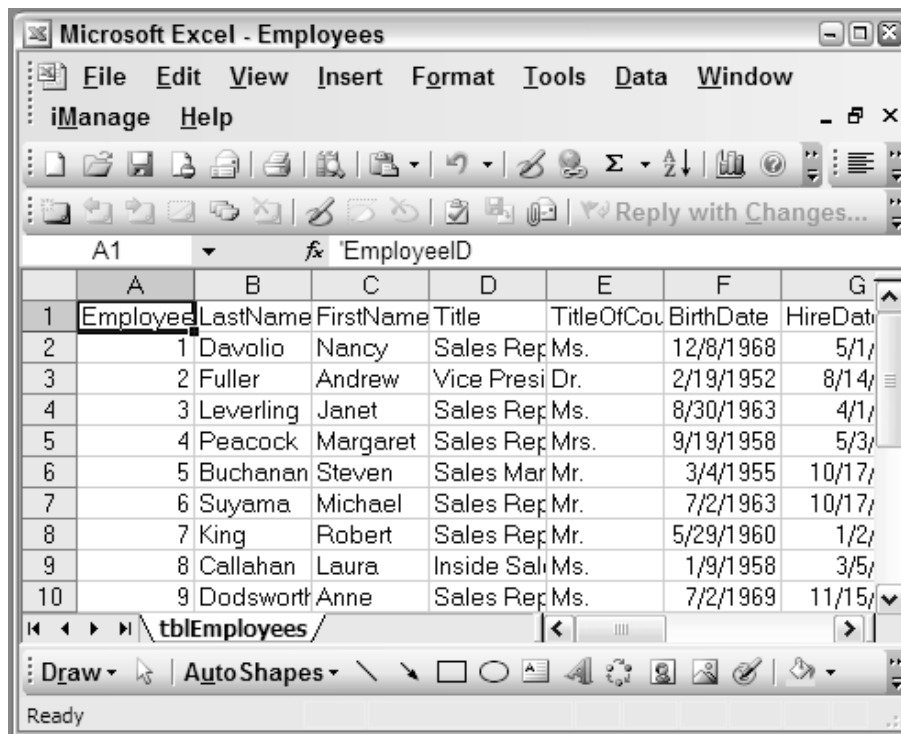 Microsoft Excel - Employees
File Edit View Insert Format Tools Data Window
iManage Help
Reply with Changes...
A1 fx 'EmployeeID
A B C D E F G
1 Employee LastName FirstName Title TitleOfCou BirthDate HireDat
2 1 Davolio Nancy Sales Rep Ms. 12/8/1968 5/1/
3 2 Fuller Andrew Vice Presi Dr. 2/19/1952 8/14/
4 3 Leverling Janet Sales Rep Ms. 8/30/1963 4/1/
5 4 Peacock Margaret Sales Rep Mrs. 9/19/1958 5/3/
6 5 Buchanan Steven Sales Mar Mr. 3/4/1955 10/17/
7 6 Suyama Michael Sales Rep Mr. 7/2/1963 10/17/
8 7 King Robert Sales Rep Mr. 5/29/1960 1/2/
9 8 Callahan Laura Inside Sal Ms. 1/9/1958 3/5/
10 9 Dodsworth Anne Sales Rep Ms. 7/2/1969 11/15/
tblEmployees
Draw AutoShapes
Ready